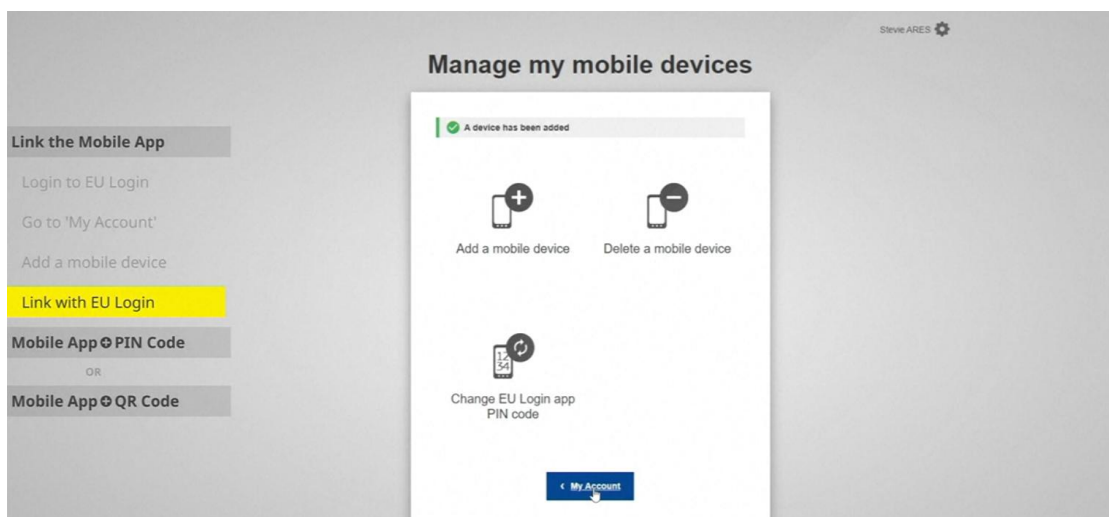 Stevie ARES
Manage my mobile devices
Link the Mobile App
Login to EU Login
Go to 'My Account'
Add a mobile device
Link with EU Login
Mobile App + PIN Code
OR
Mobile App + QR Code
A device has been added
Add a mobile device
Delete a mobile device
12
34
Change EU Login app
PIN code
‹ My Account